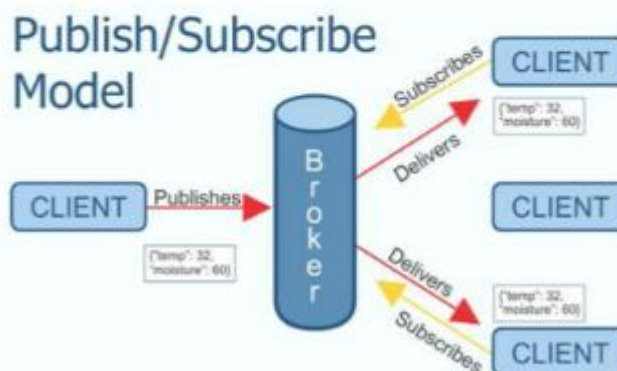 Publish/Subscribe
Model
Subscribes
CLIENT
{"temp": 32,
"moisture": 60}
Delivers
Broker
CLIENT
Publishes
{"temp": 32,
"moisture": 60}
CLIENT
Delivers
{"temp": 32,
"moisture": 60}
Subscribes
CLIENT